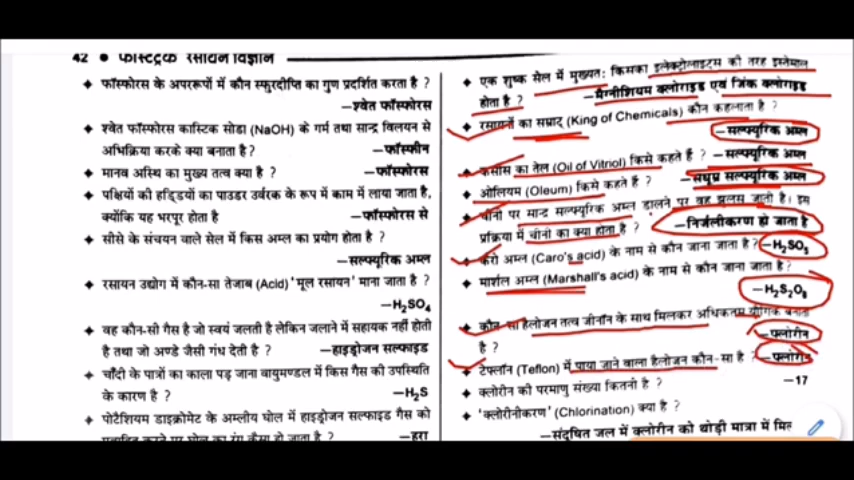 42 ● फास्टट्रैक रसायन विज्ञान
◆ फॉस्फोरस के अपररूपों में कौन स्फुरदीप्ति का गुण प्रदर्शित करता है ?
—श्वेत फॉस्फोरस
◆ श्वेत फॉस्फोरस कास्टिक सोडा (NaOH) के गर्म तथा सान्द्र विलयन से
अभिक्रिया करके क्या बनाता है ? —फॉस्फीन
◆ मानव अस्थि का मुख्य तत्व क्या है ? —फॉस्फोरस
◆ पक्षियों की हड्डियों का पाउडर उर्वरक के रूप में काम में लाया जाता है,
क्योंकि यह भरपूर होता है —फॉस्फोरस से
◆ सीसे के संचयन वाले सेल में किस अम्ल का प्रयोग होता है ?
—सल्फ्यूरिक अम्ल
◆ रसायन उद्योग में कौन-सा तेजाब (Acid) 'मूल रसायन' माना जाता है ?
—H₂SO₄
◆ वह कौन-सी गैस है जो स्वयं जलती है लेकिन जलाने में सहायक नहीं होती
है तथा जो अण्डे जैसी गंध देती है ? —हाइड्रोजन सल्फाइड
◆ चाँदी के पात्रों का काला पड़ जाना वायुमण्डल में किस गैस की उपस्थिति
के कारण है ? —H₂S
◆ पोटैशियम डाइक्रोमेट के अम्लीय घोल में हाइड्रोजन सल्फाइड गैस को
प्रवाहित करने पर घोल का रंग कैसा हो जाता है ? —हरा
◆ एक शुष्क सेल में मुख्यत: किसका इलेक्ट्रोलाइट्स की तरह इस्तेमाल
होता है ? —मैग्नीशियम क्लोराइड एवं जिंक क्लोराइड
◆ रसायनों का सम्राट् (King of Chemicals) कौन कहलाता है ?
—सल्फ्यूरिक अम्ल
◆ कसीस का तेल (Oil of Vitriol) किसे कहते हैं ? —सल्फ्यूरिक अम्ल
◆ ओलियम (Oleum) किसे कहते हैं ? —सधूम्र सल्फ्यूरिक अम्ल
◆ चीनी पर सान्द्र सल्फ्यूरिक अम्ल डालने पर वह झुलस जाती है। इस
प्रक्रिया में चीनी का क्या होता है ? —निर्जलीकरण हो जाता है
◆ कैरो अम्ल (Caro's acid) के नाम से कौन जाना जाता है ? —H₂SO₅
◆ मार्शल अम्ल (Marshall's acid) के नाम से कौन जाना जाता है ?
—H₂S₂O₈
◆ कौन-सा हैलोजन तत्व जीनॉन के साथ मिलकर अधिकतम यौगिक बनाता
है ? —फ्लोरीन
◆ टेफ्लॉन (Teflon) में पाया जाने वाला हैलोजन कौन-सा है ? —फ्लोरीन
◆ क्लोरीन की परमाणु संख्या कितनी है ? —17
◆ 'क्लोरीनीकरण' (Chlorination) क्या है ?
—संदूषित जल में क्लोरीन को थोड़ी मात्रा में